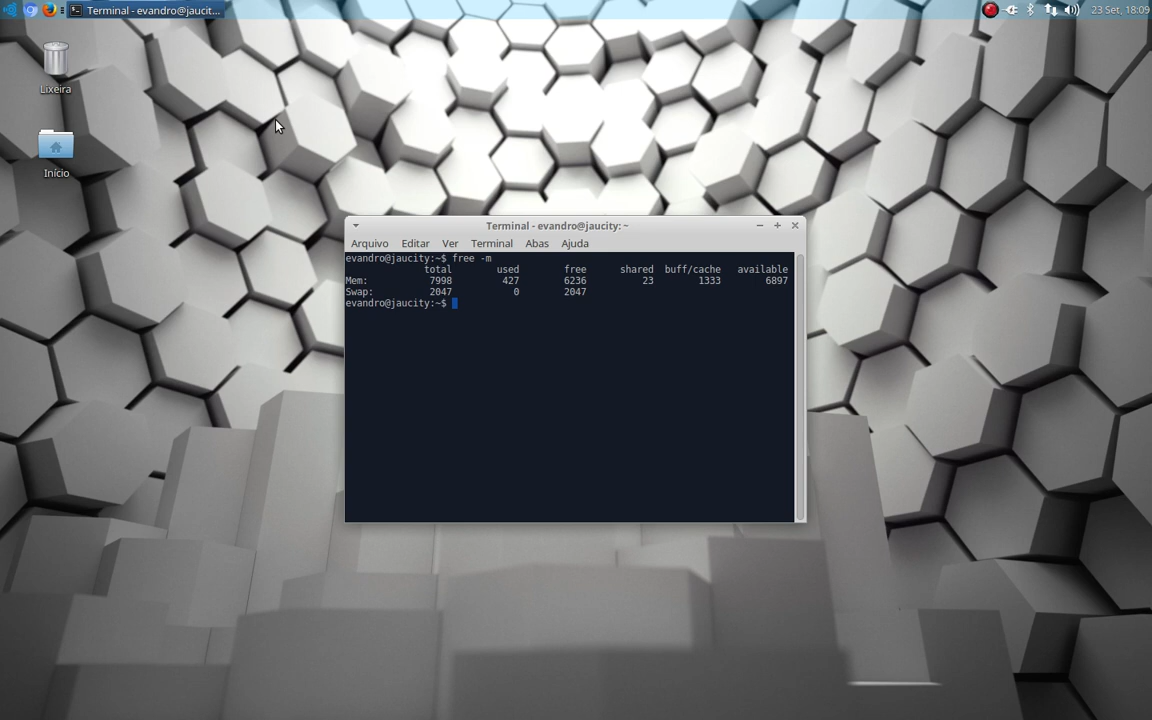 Terminal - evandro@jaucit...
23 Set, 18:09
Lixeira
Início
Terminal - evandro@jaucity: ~
Arquivo Editar Ver Terminal Abas Ajuda
evandro@jaucity:~$ free -m
total used free shared buff/cache available
Mem: 7998 427 6236 23 1333 6897
Swap: 2047 0 2047
evandro@jaucity:~$